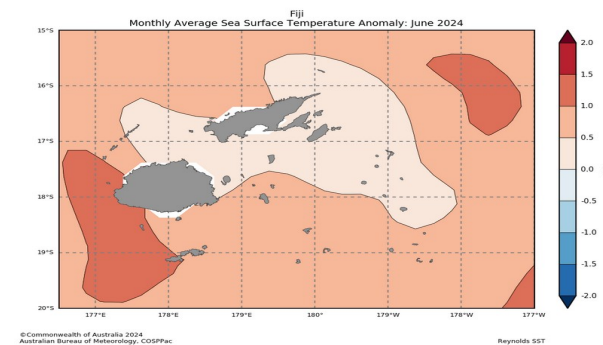 Fiji
Monthly Average Sea Surface Temperature Anomaly: June 2024
15°S
16°S
17°S
18°S
19°S
20°S
177°E
178°E
179°E
180°
179°W
178°W
177°W
2.0
1.5
1.0
0.5
0.0
-0.5
-1.0
-1.5
-2.0
©Commonwealth of Australia 2024
Australian Bureau of Meteorology, COSPPac
Reynolds SST